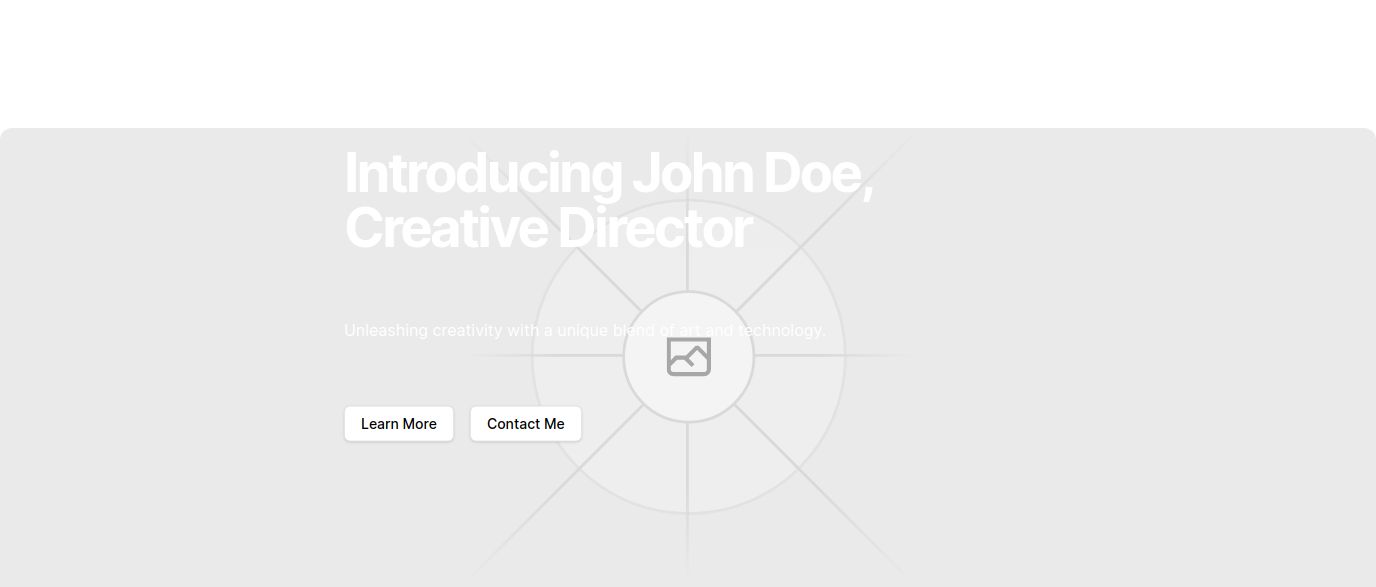 Introducing John Doe,
Creative Director
Unleashing creativity with a unique blend of art and technology.
Learn More
Contact Me